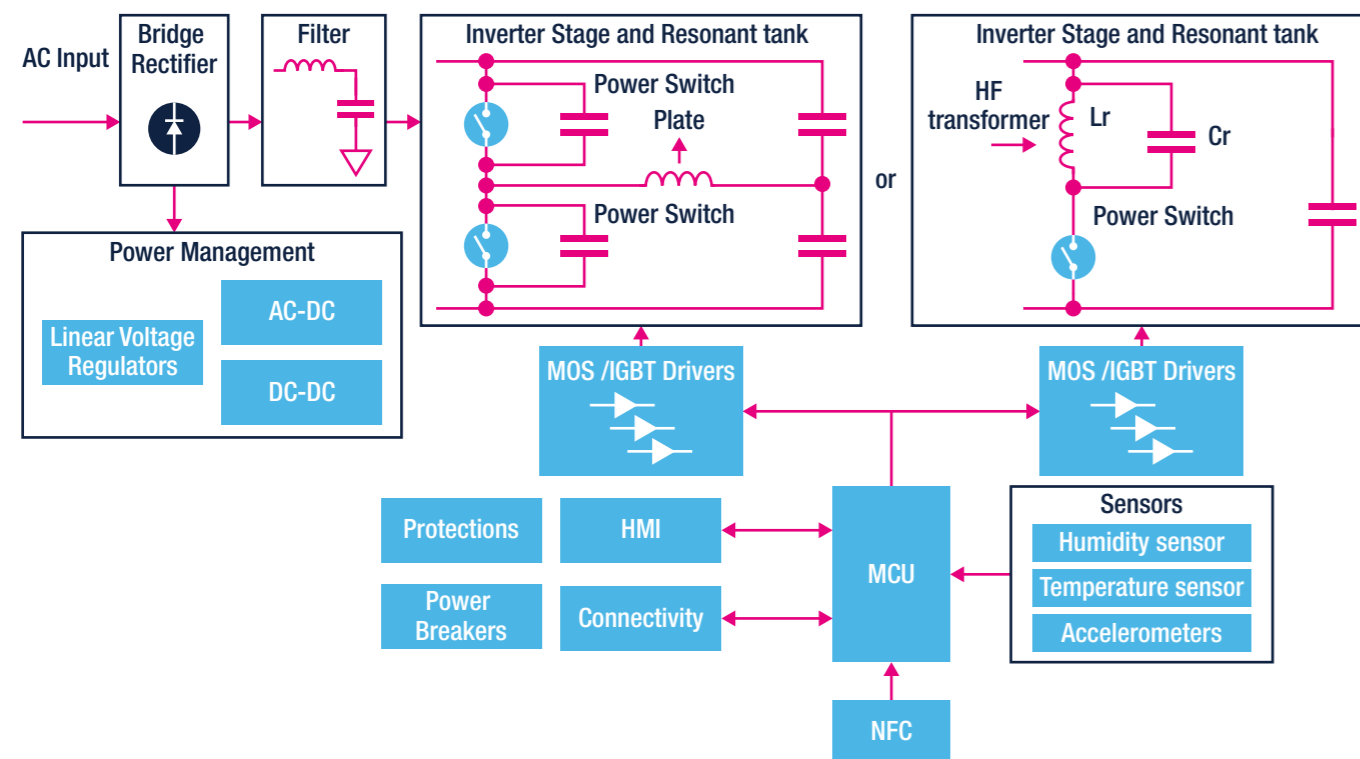 AC Input
Bridge
Rectifier
Filter
Inverter Stage and Resonant tank
Power Switch
Plate
Power Switch
or
Inverter Stage and Resonant tank
HF
transformer
Lr
Cr
Power Switch
Power Management
Linear Voltage
Regulators
AC-DC
DC-DC
MOS /IGBT Drivers
MOS /IGBT Drivers
Protections
HMI
Power
Breakers
Connectivity
MCU
Sensors
Humidity sensor
Temperature sensor
Accelerometers
NFC